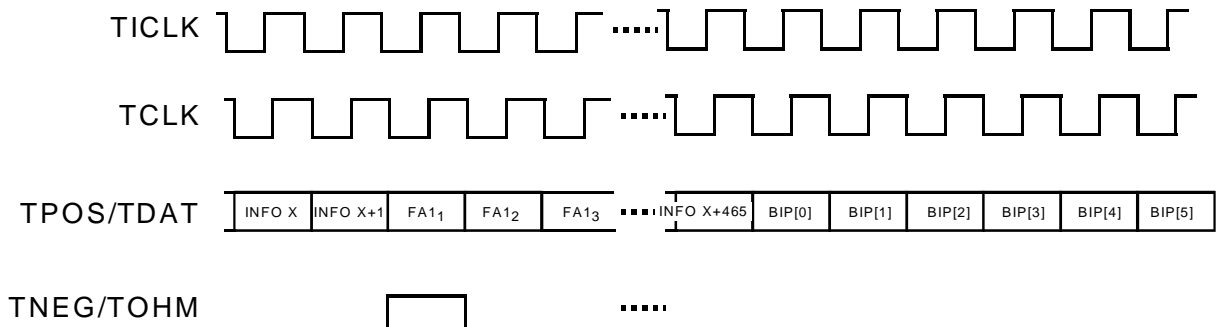 TICLK
TCLK
TPOS/TDAT INFO X INFO X+1 FA1₁ FA1₂ FA1₃ INFO X+465 BIP[0] BIP[1] BIP[2] BIP[3] BIP[4] BIP[5]
TNEG/TOHM